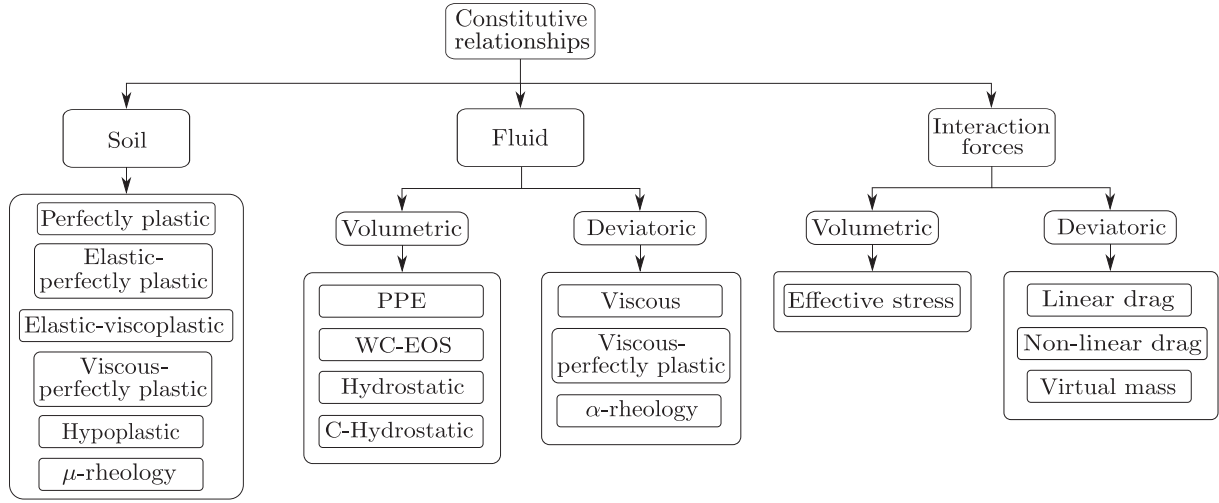 Constitutive
relationships
Soil
Fluid
Interaction
forces
Perfectly plastic
Elastic-
perfectly plastic
Elastic-viscoplastic
Viscous-
perfectly plastic
Hypoplastic
μ-rheology
Volumetric
PPE
WC-EOS
Hydrostatic
C-Hydrostatic
Deviatoric
Viscous
Viscous-
perfectly plastic
α-rheology
Volumetric
Effective stress
Deviatoric
Linear drag
Non-linear drag
Virtual mass